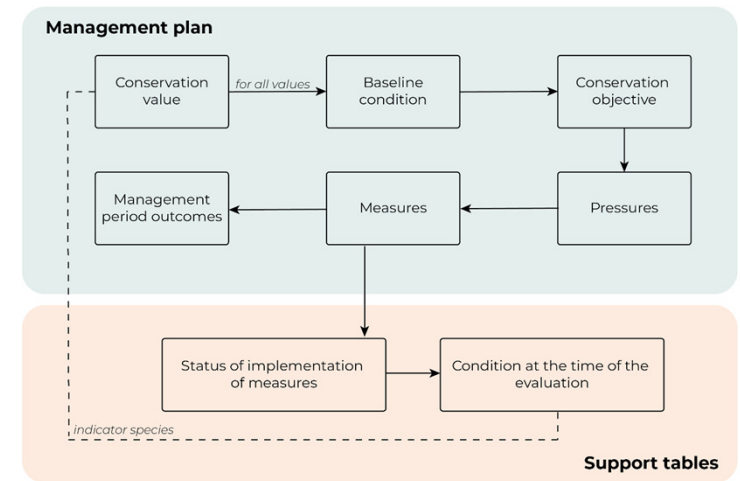 Management plan
Conservation
value
for all values
Baseline
condition
Conservation
objective
Management
period outcomes
Measures
Pressures
Status of implementation
of measures
Condition at the time of the
evaluation
indicator species
Support tables